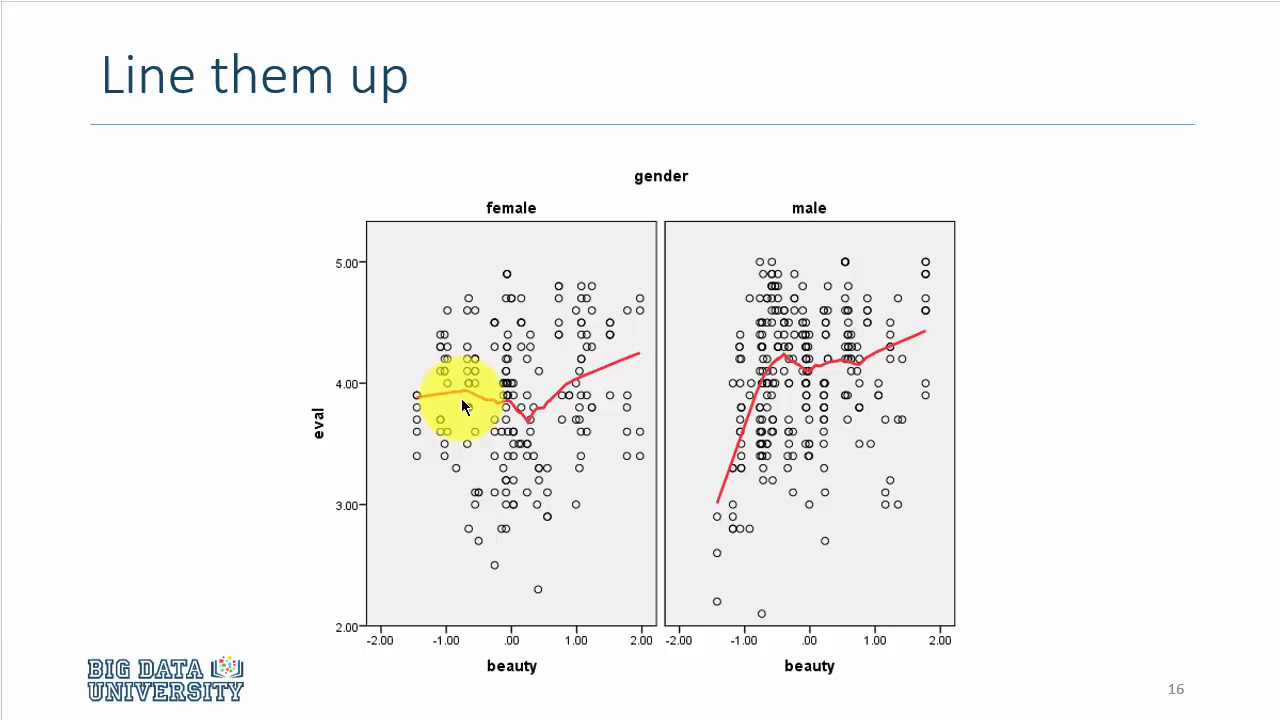 Line them up
gender
female male
eval
5.00
4.00
3.00
2.00
-2.00 -1.00 .00 1.00 2.00 -2.00 -1.00 .00 1.00 2.00
beauty beauty
BIG DATA
UNIVERSITY
16